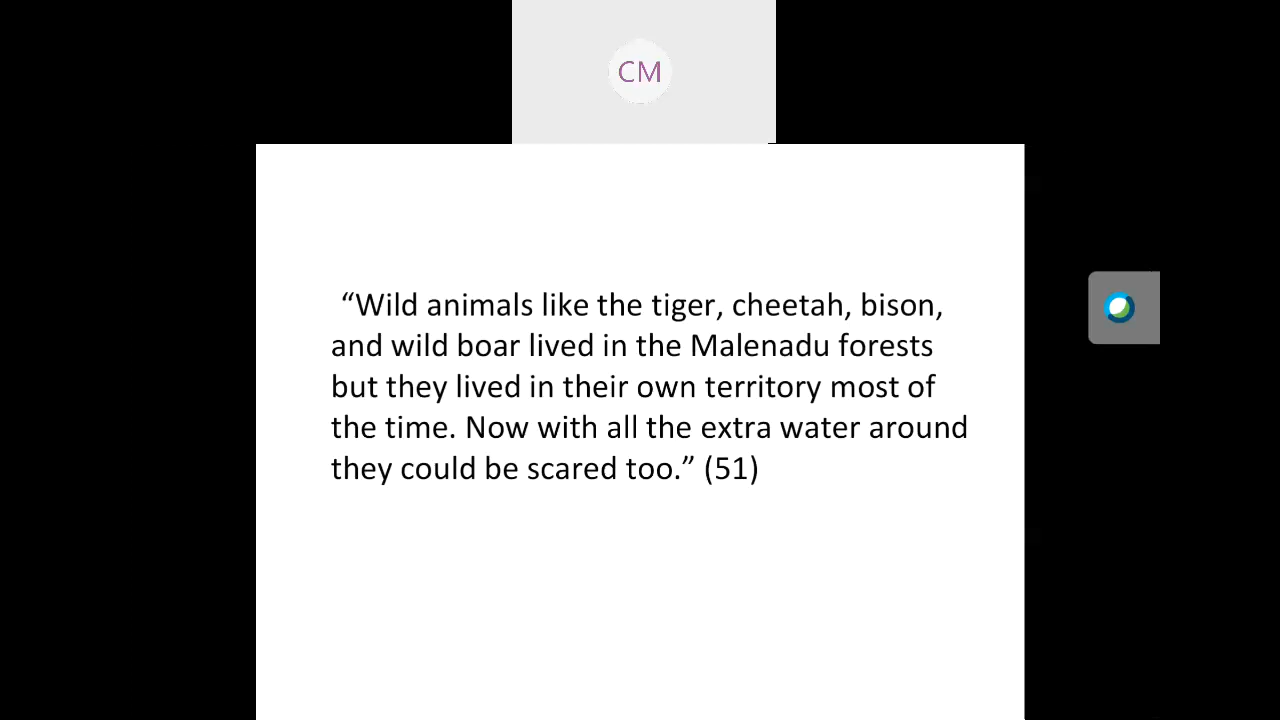 CM
“Wild animals like the tiger, cheetah, bison,
and wild boar lived in the Malenadu forests
but they lived in their own territory most of
the time. Now with all the extra water around
they could be scared too.” (51)